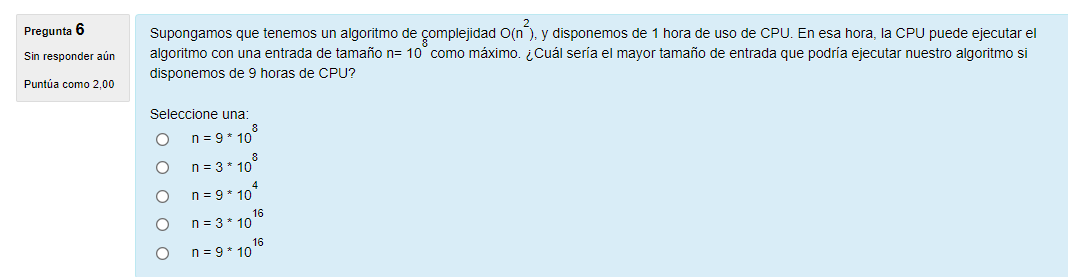 Pregunta 6
Sin responder aún
Puntúa como 2,00
Supongamos que tenemos un algoritmo de complejidad O(n²), y disponemos de 1 hora de uso de CPU. En esa hora, la CPU puede ejecutar el
algoritmo con una entrada de tamaño n= 10⁸ como máximo. ¿Cuál sería el mayor tamaño de entrada que podría ejecutar nuestro algoritmo si
disponemos de 9 horas de CPU?
Seleccione una:
n = 9 * 10⁸
n = 3 * 10⁸
n = 9 * 10⁴
n = 3 * 10¹⁶
n = 9 * 10¹⁶